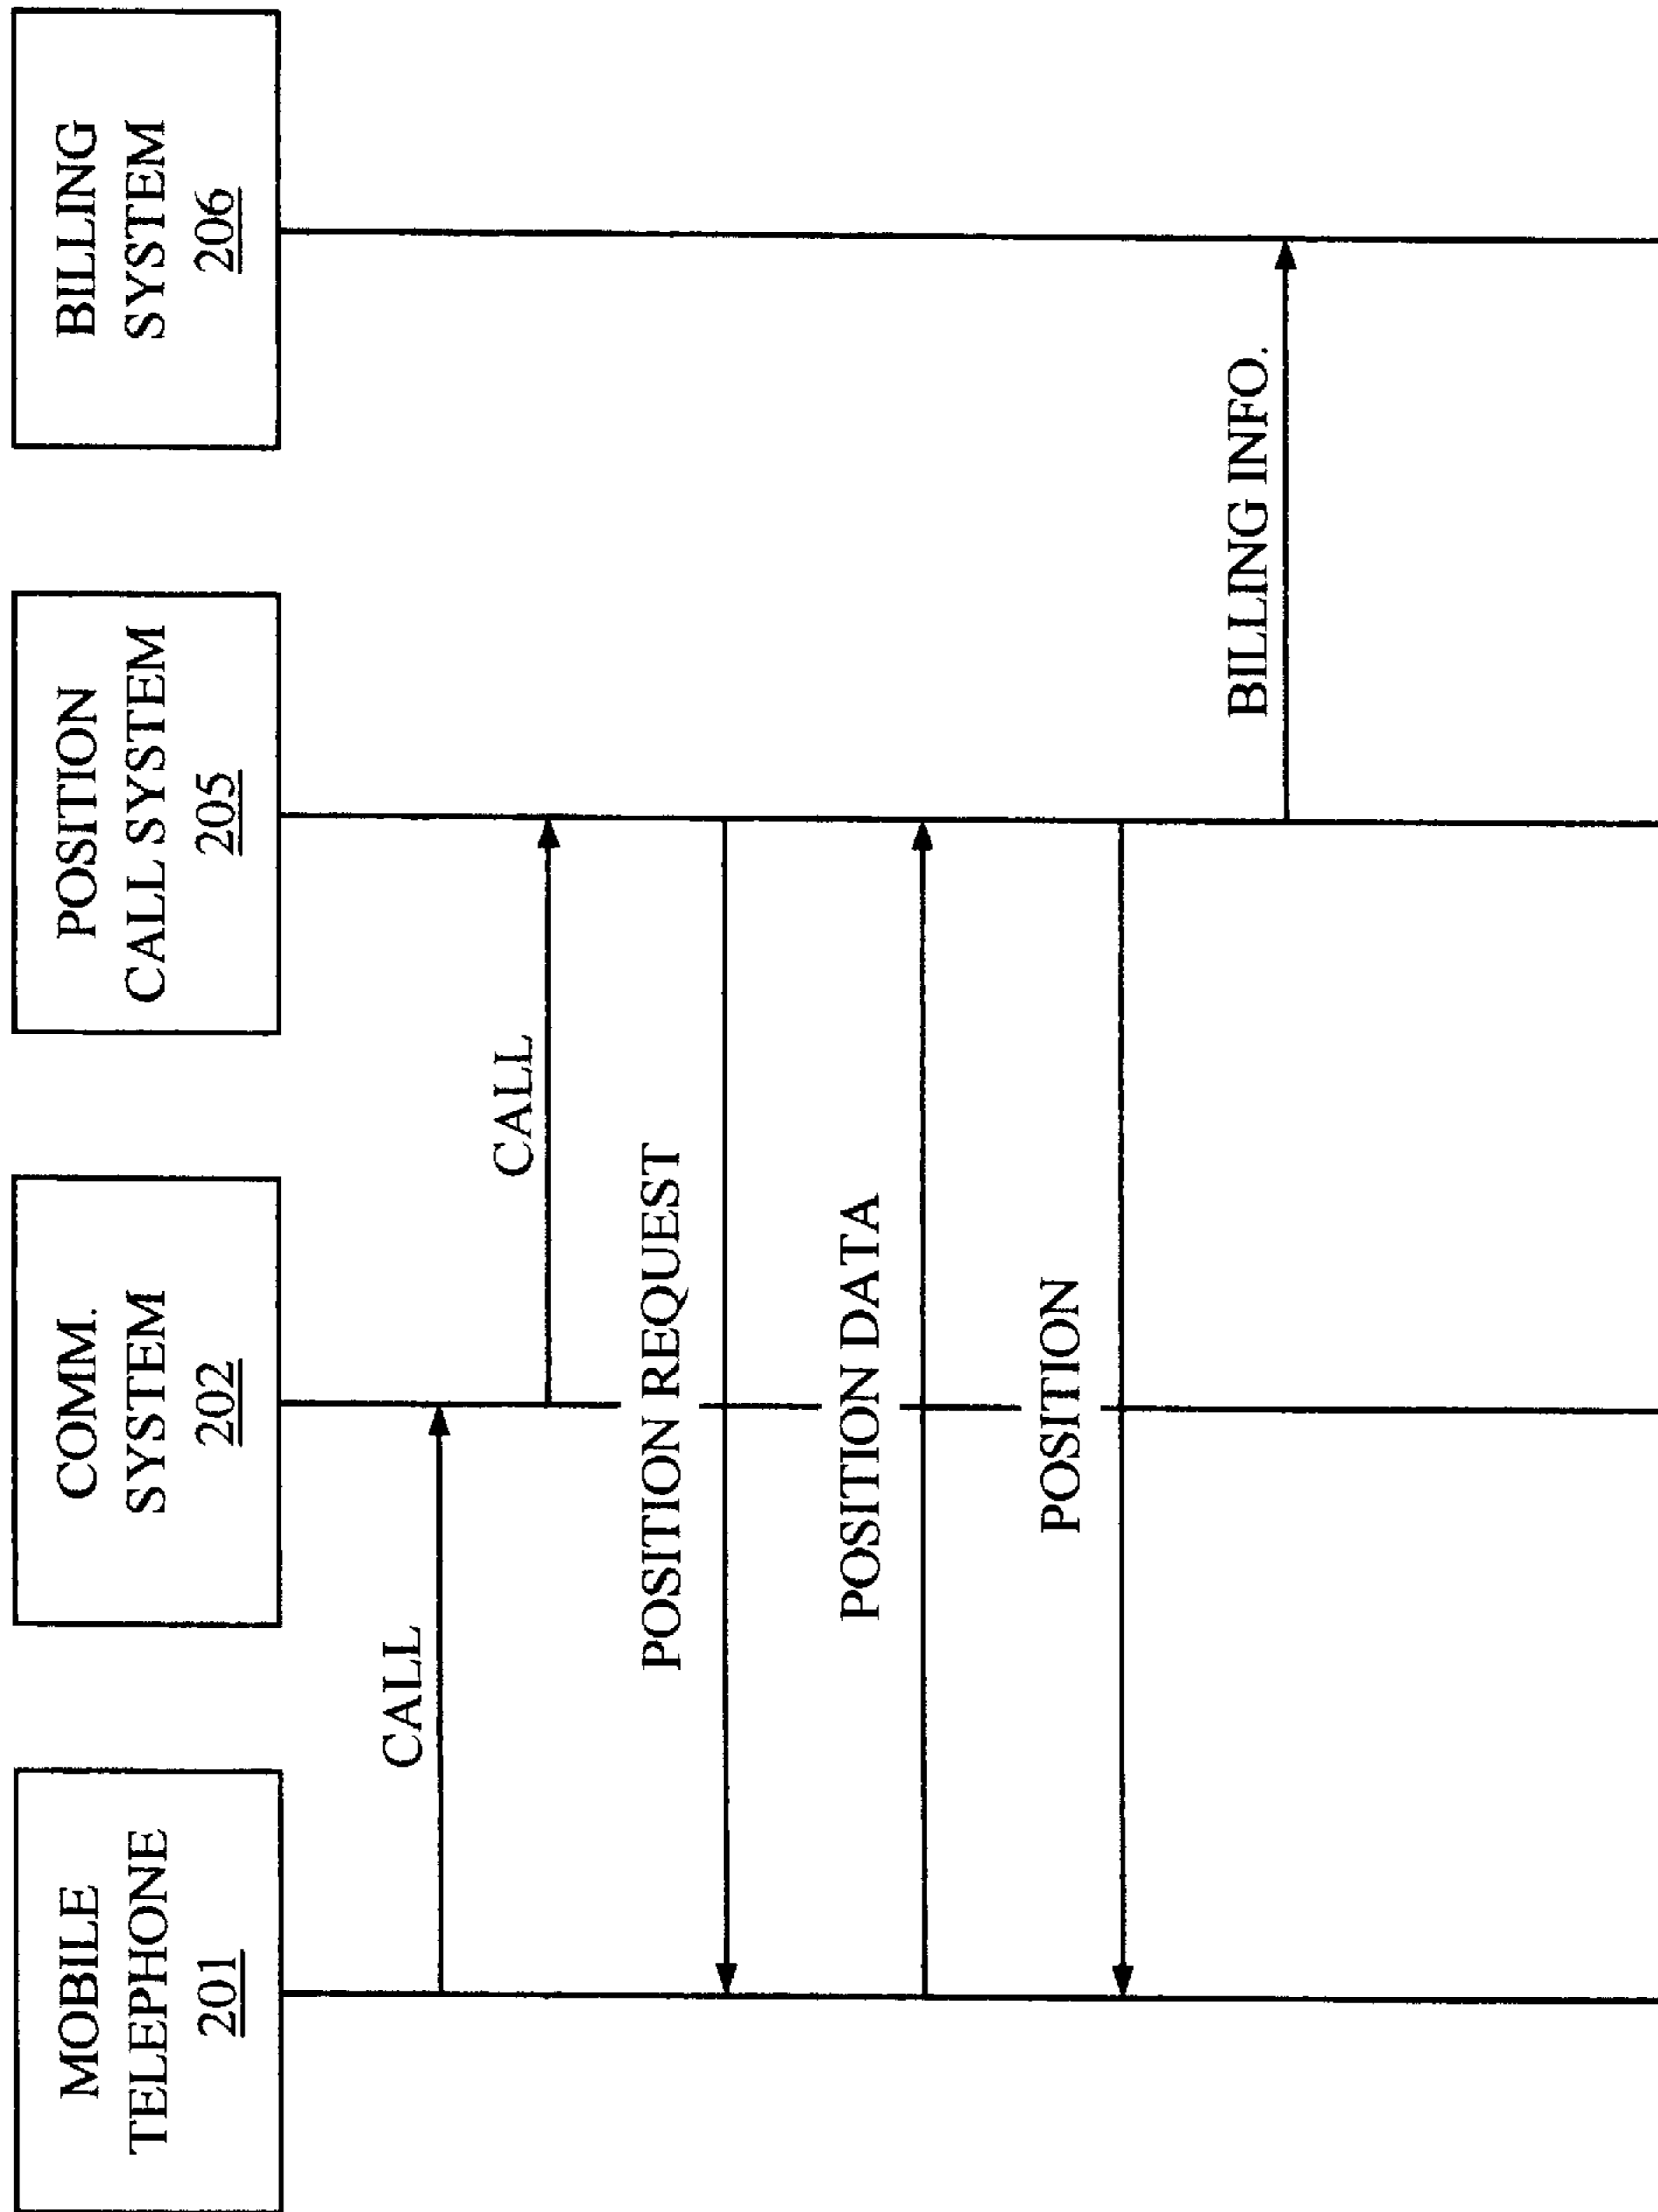 MOBILE
TELEPHONE
201
COMM.
SYSTEM
202
POSITION
CALL SYSTEM
205
BILLING
SYSTEM
206
CALL
CALL
POSITION REQUEST
POSITION DATA
POSITION
BILLING INFO.